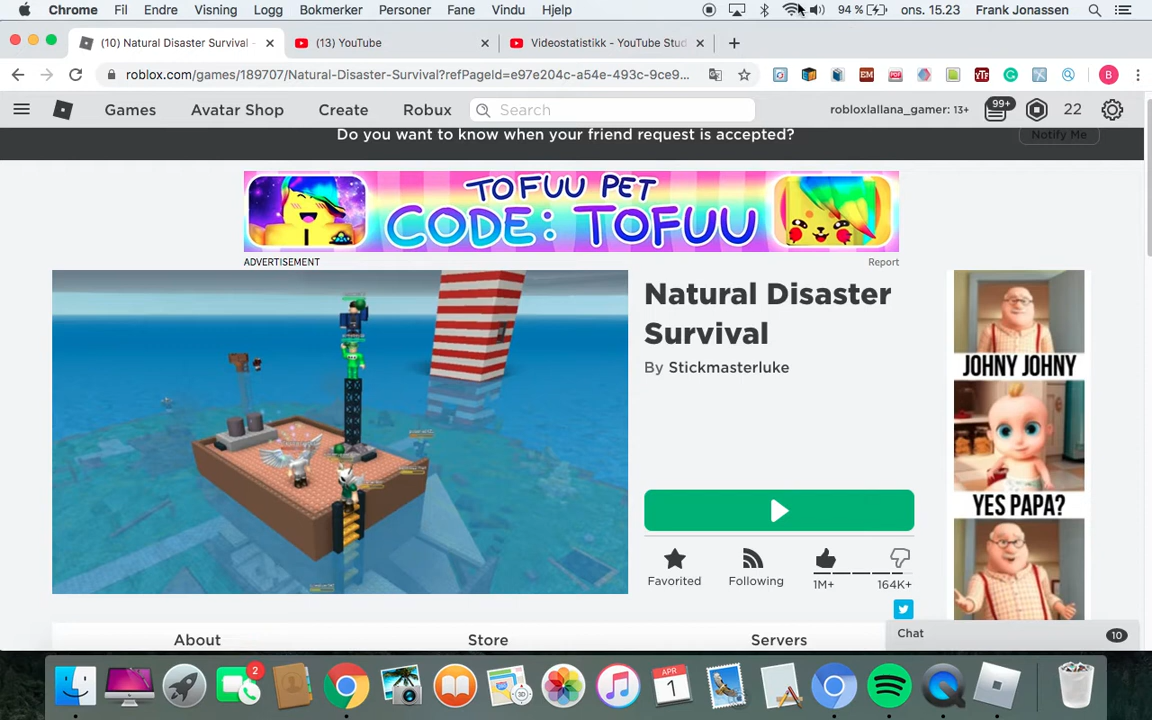 Chrome Fil Endre Visning Logg Bokmerker Personer Fane Vindu Hjelp 94 % ons. 15.23 Frank Jonassen
(10) Natural Disaster Survival - (13) YouTube Videostatistikk - YouTube Stud
roblox.com/games/189707/Natural-Disaster-Survival?refPageId=e97e204c-a54e-493c-9ce9... B
Games Avatar Shop Create Robux Search robloxlallana_gamer: 13+ 99+ 22
Do you want to know when your friend request is accepted? Notify Me
TOFUU PET
CODE: TOFUU
ADVERTISEMENT Report
Natural Disaster
Survival
By Stickmasterluke
JOHNY JOHNY
YES PAPA?
Favorited Following 1M+ 164K+
About Store Servers
Chat 10
2
APR
1
3D